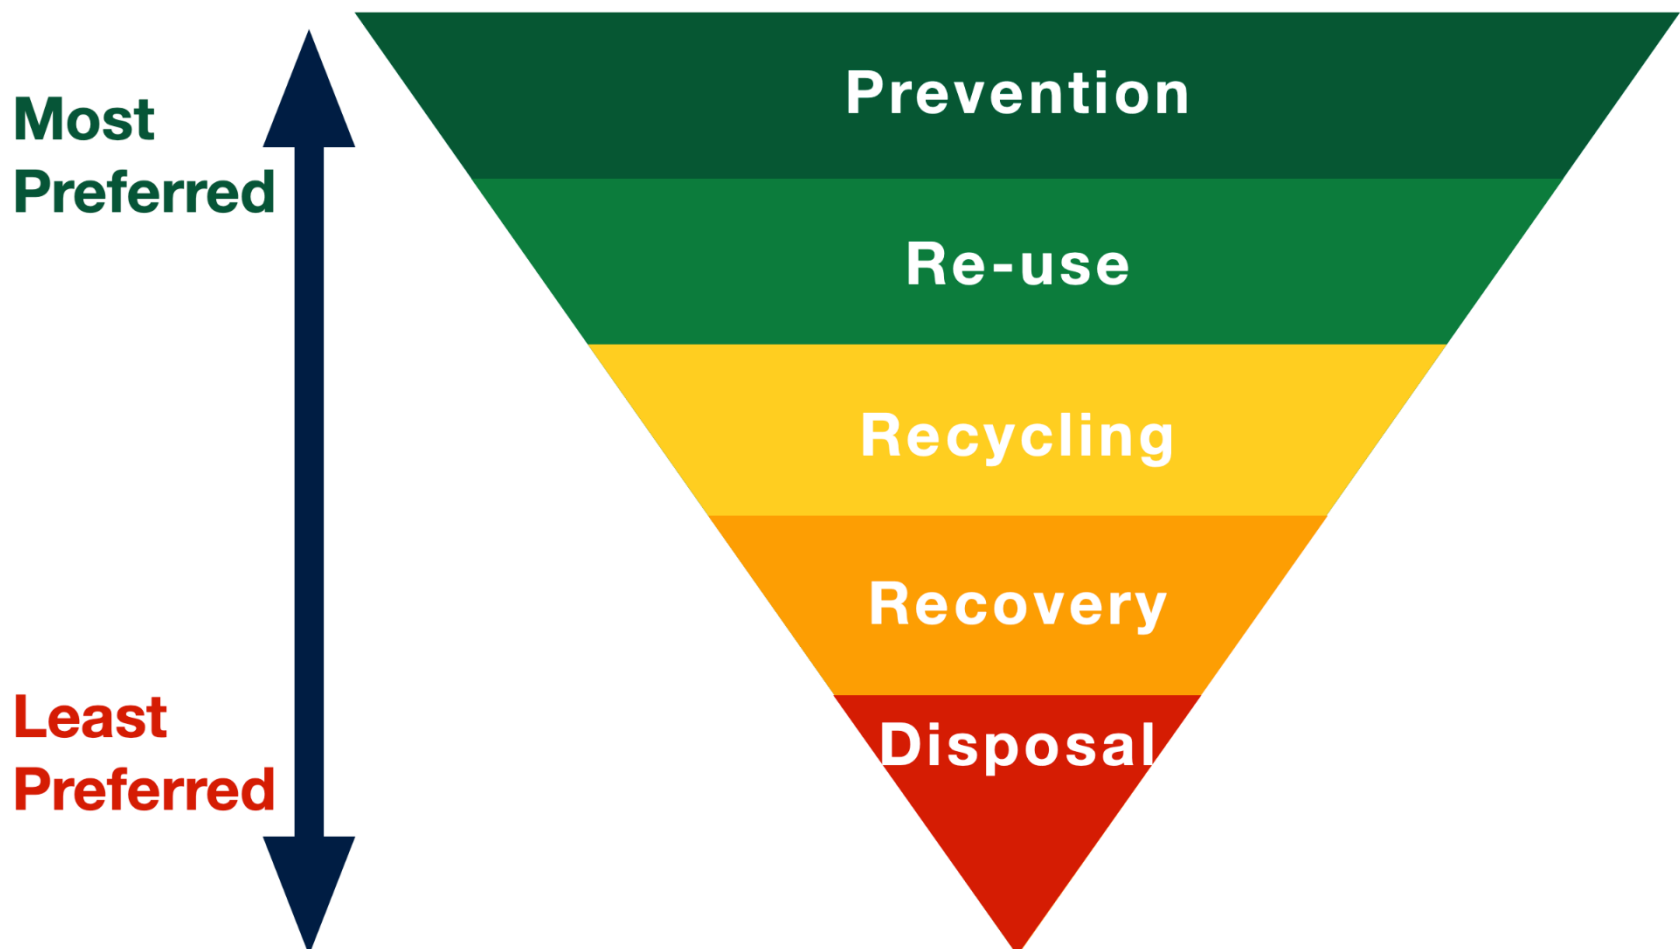 Most
Preferred
Prevention
Re-use
Recycling
Recovery
Least
Preferred
Disposal